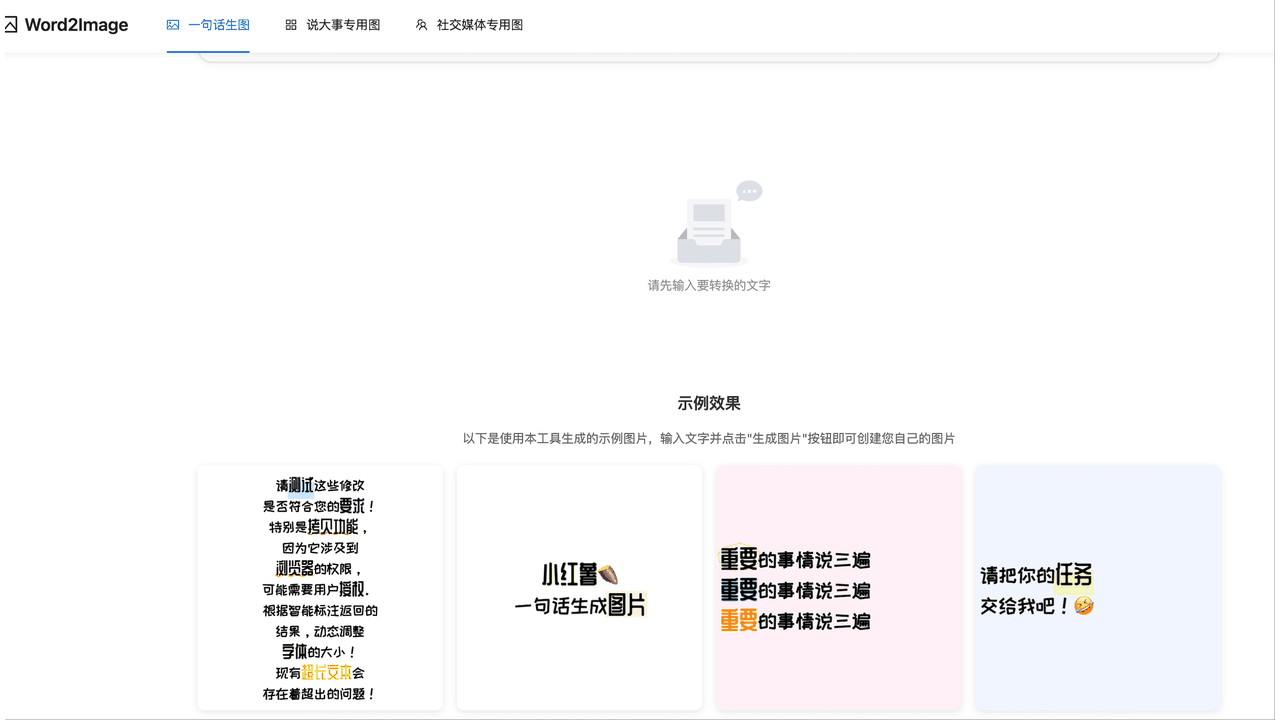 Word2Image
一句话生图
说大事专用图
社交媒体专用图
请先输入要转换的文字
示例效果
以下是使用本工具生成的示例图片，输入文字并点击"生成图片"按钮即可创建您自己的图片
请测试这些修改
是否符合您的要求！
特别是拷贝功能，
因为它涉及到
浏览器的权限，
可能需要用户授权.
根据智能标注返回的
结果，动态调整
字体的大小！
现有超长文本会
存在着超出的问题！
小红薯🍠
一句话生成图片
重要的事情说三遍
重要的事情说三遍
重要的事情说三遍
請把你的任务
交给我吧！🤣